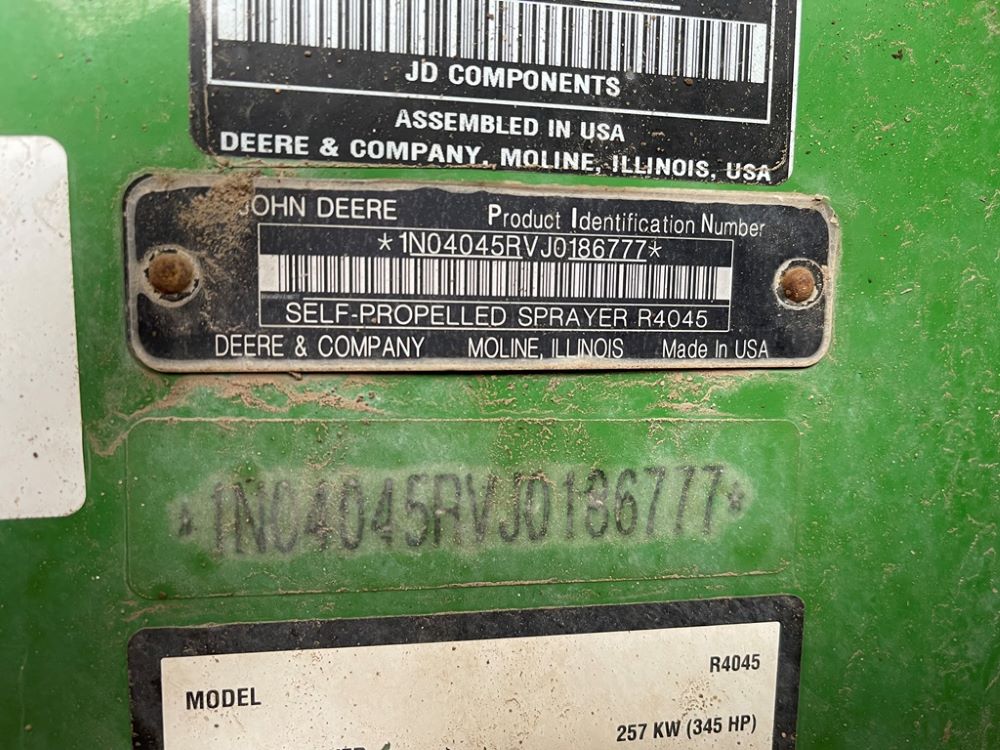 JD COMPONENTS
ASSEMBLED IN USA
DEERE & COMPANY, MOLINE, ILLINOIS, USA
JOHN DEERE Product Identification Number
*1N04045RVJ0186777*
SELF-PROPELLED SPRAYER R4045
DEERE & COMPANY MOLINE, ILLINOIS Made in USA
*1N04045RVJ0186777*
MODEL R4045
257 KW (345 HP)